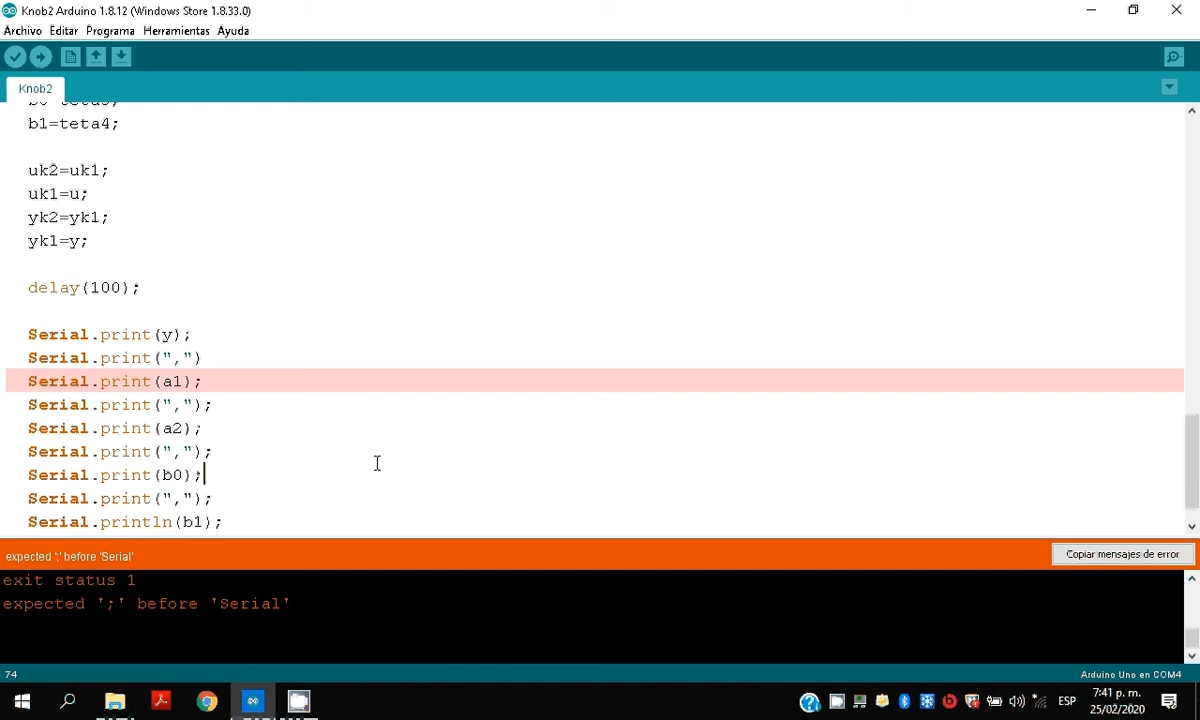 Knob2 Arduino 1.8.12 (Windows Store 1.8.33.0)
Archivo Editar Programa Herramientas Ayuda
Knob2
b1=teta4;
uk2=uk1;
uk1=u;
yk2=yk1;
yk1=y;
delay(100);
Serial.print(y);
Serial.print(",")
Serial.print(a1);
Serial.print(",");
Serial.print(a2);
Serial.print(",");
Serial.print(b0);
Serial.print(",");
Serial.println(b1);
expected ';' before 'Serial'
Copiar mensajes de error
exit status 1
expected ';' before 'Serial'
74
Arduino Uno en COM4
ESP
7:41 p. m.
25/02/2020